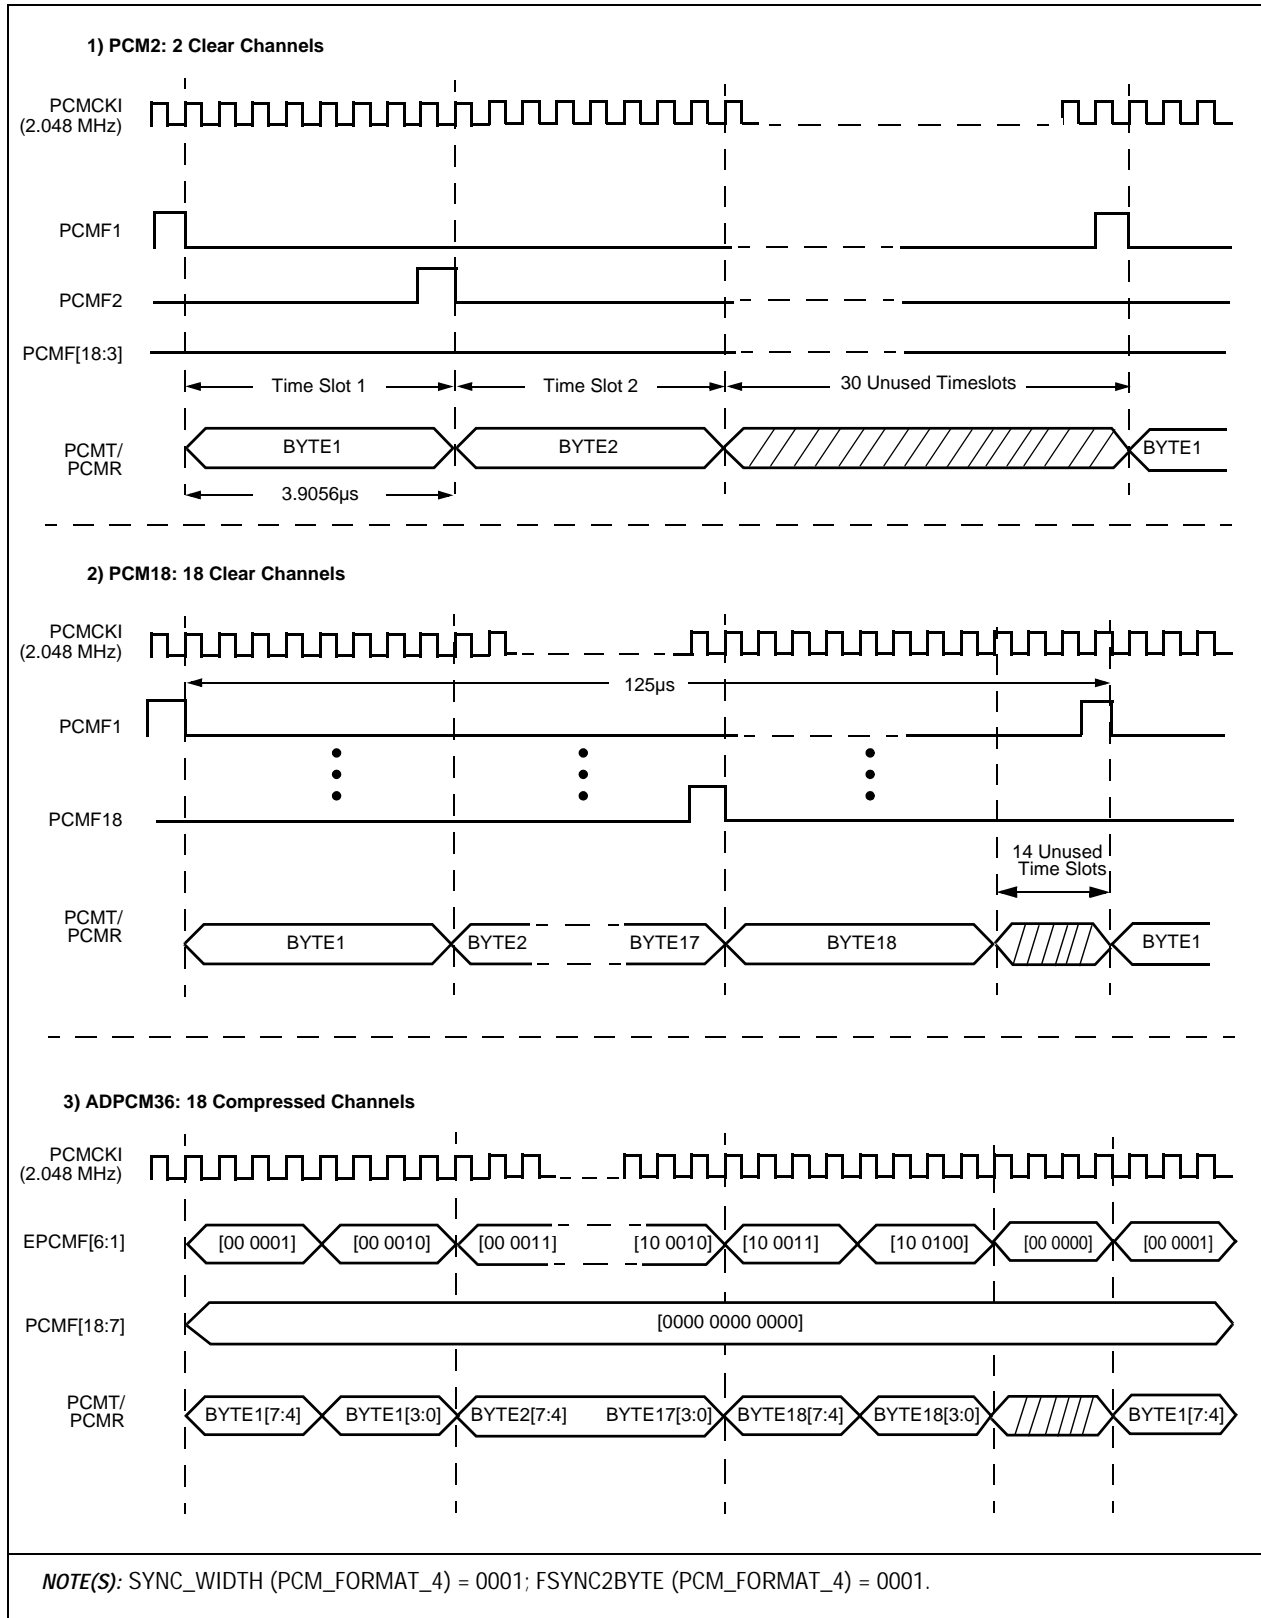 1) PCM2: 2 Clear Channels
PCMCKI
(2.048 MHz)
PCMF1
PCMF2
PCMF[18:3]
Time Slot 1
Time Slot 2
30 Unused Timeslots
PCMT/
PCMR
BYTE1
BYTE2
BYTE1
3.9056µs
2) PCM18: 18 Clear Channels
PCMCKI
(2.048 MHz)
125µs
PCMF1
PCMF18
14 Unused
Time Slots
PCMT/
PCMR
BYTE1
BYTE2
BYTE17
BYTE18
BYTE1
3) ADPCM36: 18 Compressed Channels
PCMCKI
(2.048 MHz)
EPCMF[6:1]
[00 0001]
[00 0010]
[00 0011]
[10 0010]
[10 0011]
[10 0100]
[00 0000]
[00 0001]
PCMF[18:7]
[0000 0000 0000]
PCMT/
PCMR
BYTE1[7:4]
BYTE1[3:0]
BYTE2[7:4]
BYTE17[3:0]
BYTE18[7:4]
BYTE18[3:0]
BYTE1[7:4]
NOTE(S): SYNC_WIDTH (PCM_FORMAT_4) = 0001; FSYNC2BYTE (PCM_FORMAT_4) = 0001.